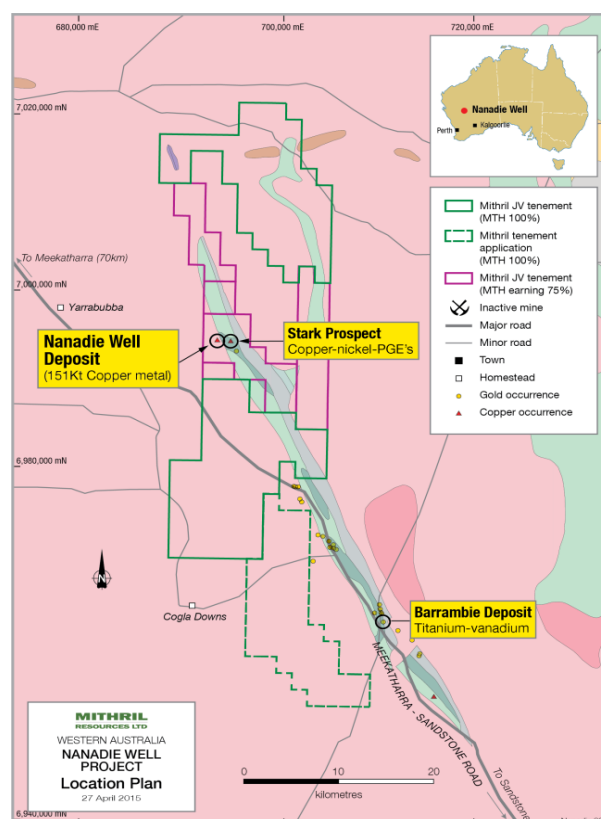 680,000 mE
700,000 mE
720,000 mE
7,020,000 mN
Nanadie Well
Perth
Kalgoorlie
Mithril JV tenement
(MTH 100%)
Mithril tenement
application
(MTH 100%)
Mithril JV tenement
(MTH earning 75%)
Inactive mine
Major road
Minor road
Town
Homestead
Gold occurrence
Copper occurrence
To Meekatharra (70km)
7,000,000 mN
Yarrabubba
Nanadie Well
Deposit
(151Kt Copper metal)
Stark Prospect
Copper-nickel-PGE's
6,980,000 mN
N
Cogla Downs
Barrambie Deposit
Titanium-vanadium
MEEKATHARRA - SANDSTONE ROAD
To Sandstone
MITHRIL
RESOURCES LTD
WESTERN AUSTRALIA
NANADIE WELL
PROJECT
Location Plan
27 April 2015
0 10 20
kilometres
6,940,000 mN